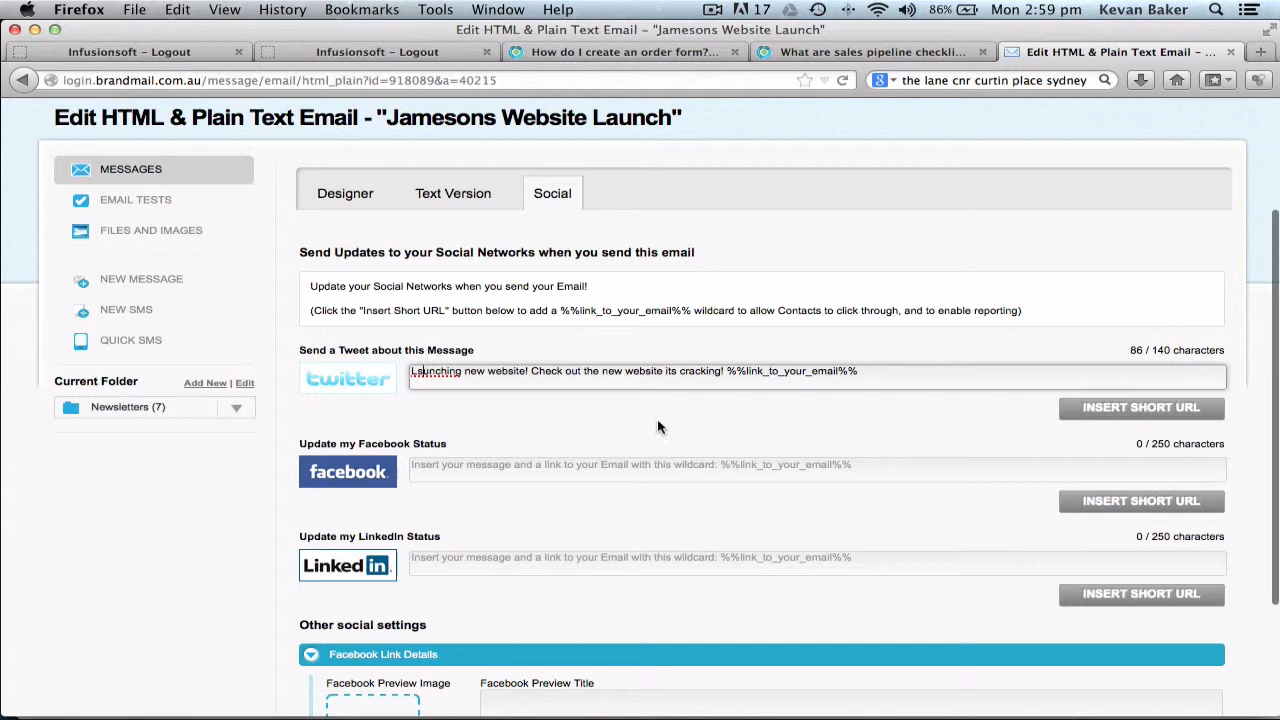 Firefox File Edit View History Bookmarks Tools Window Help 17 86% Mon 2:59 pm Kevan Baker
Edit HTML & Plain Text Email - "Jamesons Website Launch"
Infusionsoft - Logout × Infusionsoft - Logout × How do I create an order form?... × What are sales pipeline checkli... × Edit HTML & Plain Text Email – ... ×
login.brandmail.com.au/message/email/html_plain?id=918089&a=40215 the lane cnr curtin place sydney
Edit HTML & Plain Text Email - "Jamesons Website Launch"
MESSAGES
EMAIL TESTS
FILES AND IMAGES
NEW MESSAGE
NEW SMS
QUICK SMS
Current Folder Add New | Edit
Newsletters (7)
Designer Text Version Social
Send Updates to your Social Networks when you send this email
Update your Social Networks when you send your Email!
(Click the "Insert Short URL" button below to add a %%link_to_your_email%% wildcard to allow Contacts to click through, and to enable reporting)
Send a Tweet about this Message 86 / 140 characters
twitter Lsunching new website! Check out the new website its cracking! %%link_to_your_email%%
INSERT SHORT URL
Update my Facebook Status 0 / 250 characters
facebook. Insert your message and a link to your Email with this wildcard: %%link_to_your_email%%
INSERT SHORT URL
Update my LinkedIn Status 0 / 250 characters
Linked in. Insert your message and a link to your Email with this wildcard: %%link_to_your_email%%
INSERT SHORT URL
Other social settings
Facebook Link Details
Facebook Preview Image Facebook Preview Title